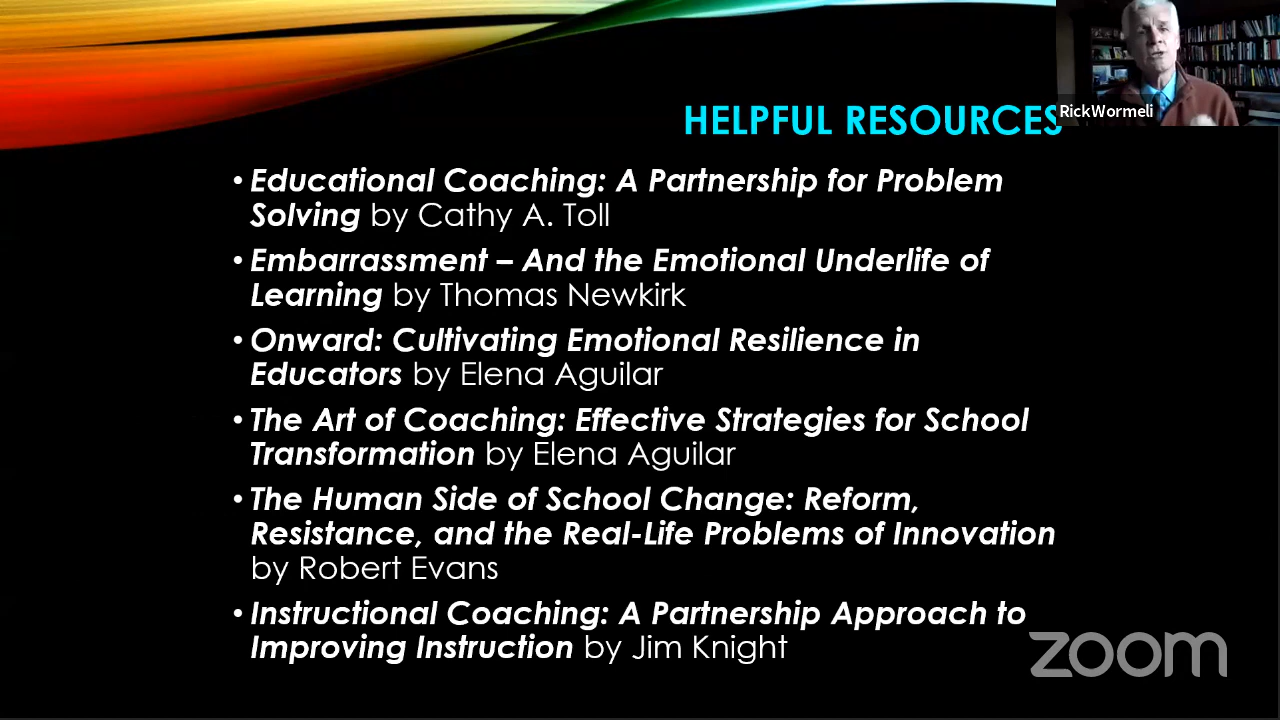 HELPFUL RESOURCES
RickWormeli
• Educational Coaching: A Partnership for Problem
Solving by Cathy A. Toll
• Embarrassment – And the Emotional Underlife of
Learning by Thomas Newkirk
• Onward: Cultivating Emotional Resilience in
Educators by Elena Aguilar
• The Art of Coaching: Effective Strategies for School
Transformation by Elena Aguilar
• The Human Side of School Change: Reform,
Resistance, and the Real-Life Problems of Innovation
by Robert Evans
• Instructional Coaching: A Partnership Approach to
Improving Instruction by Jim Knight
zoom